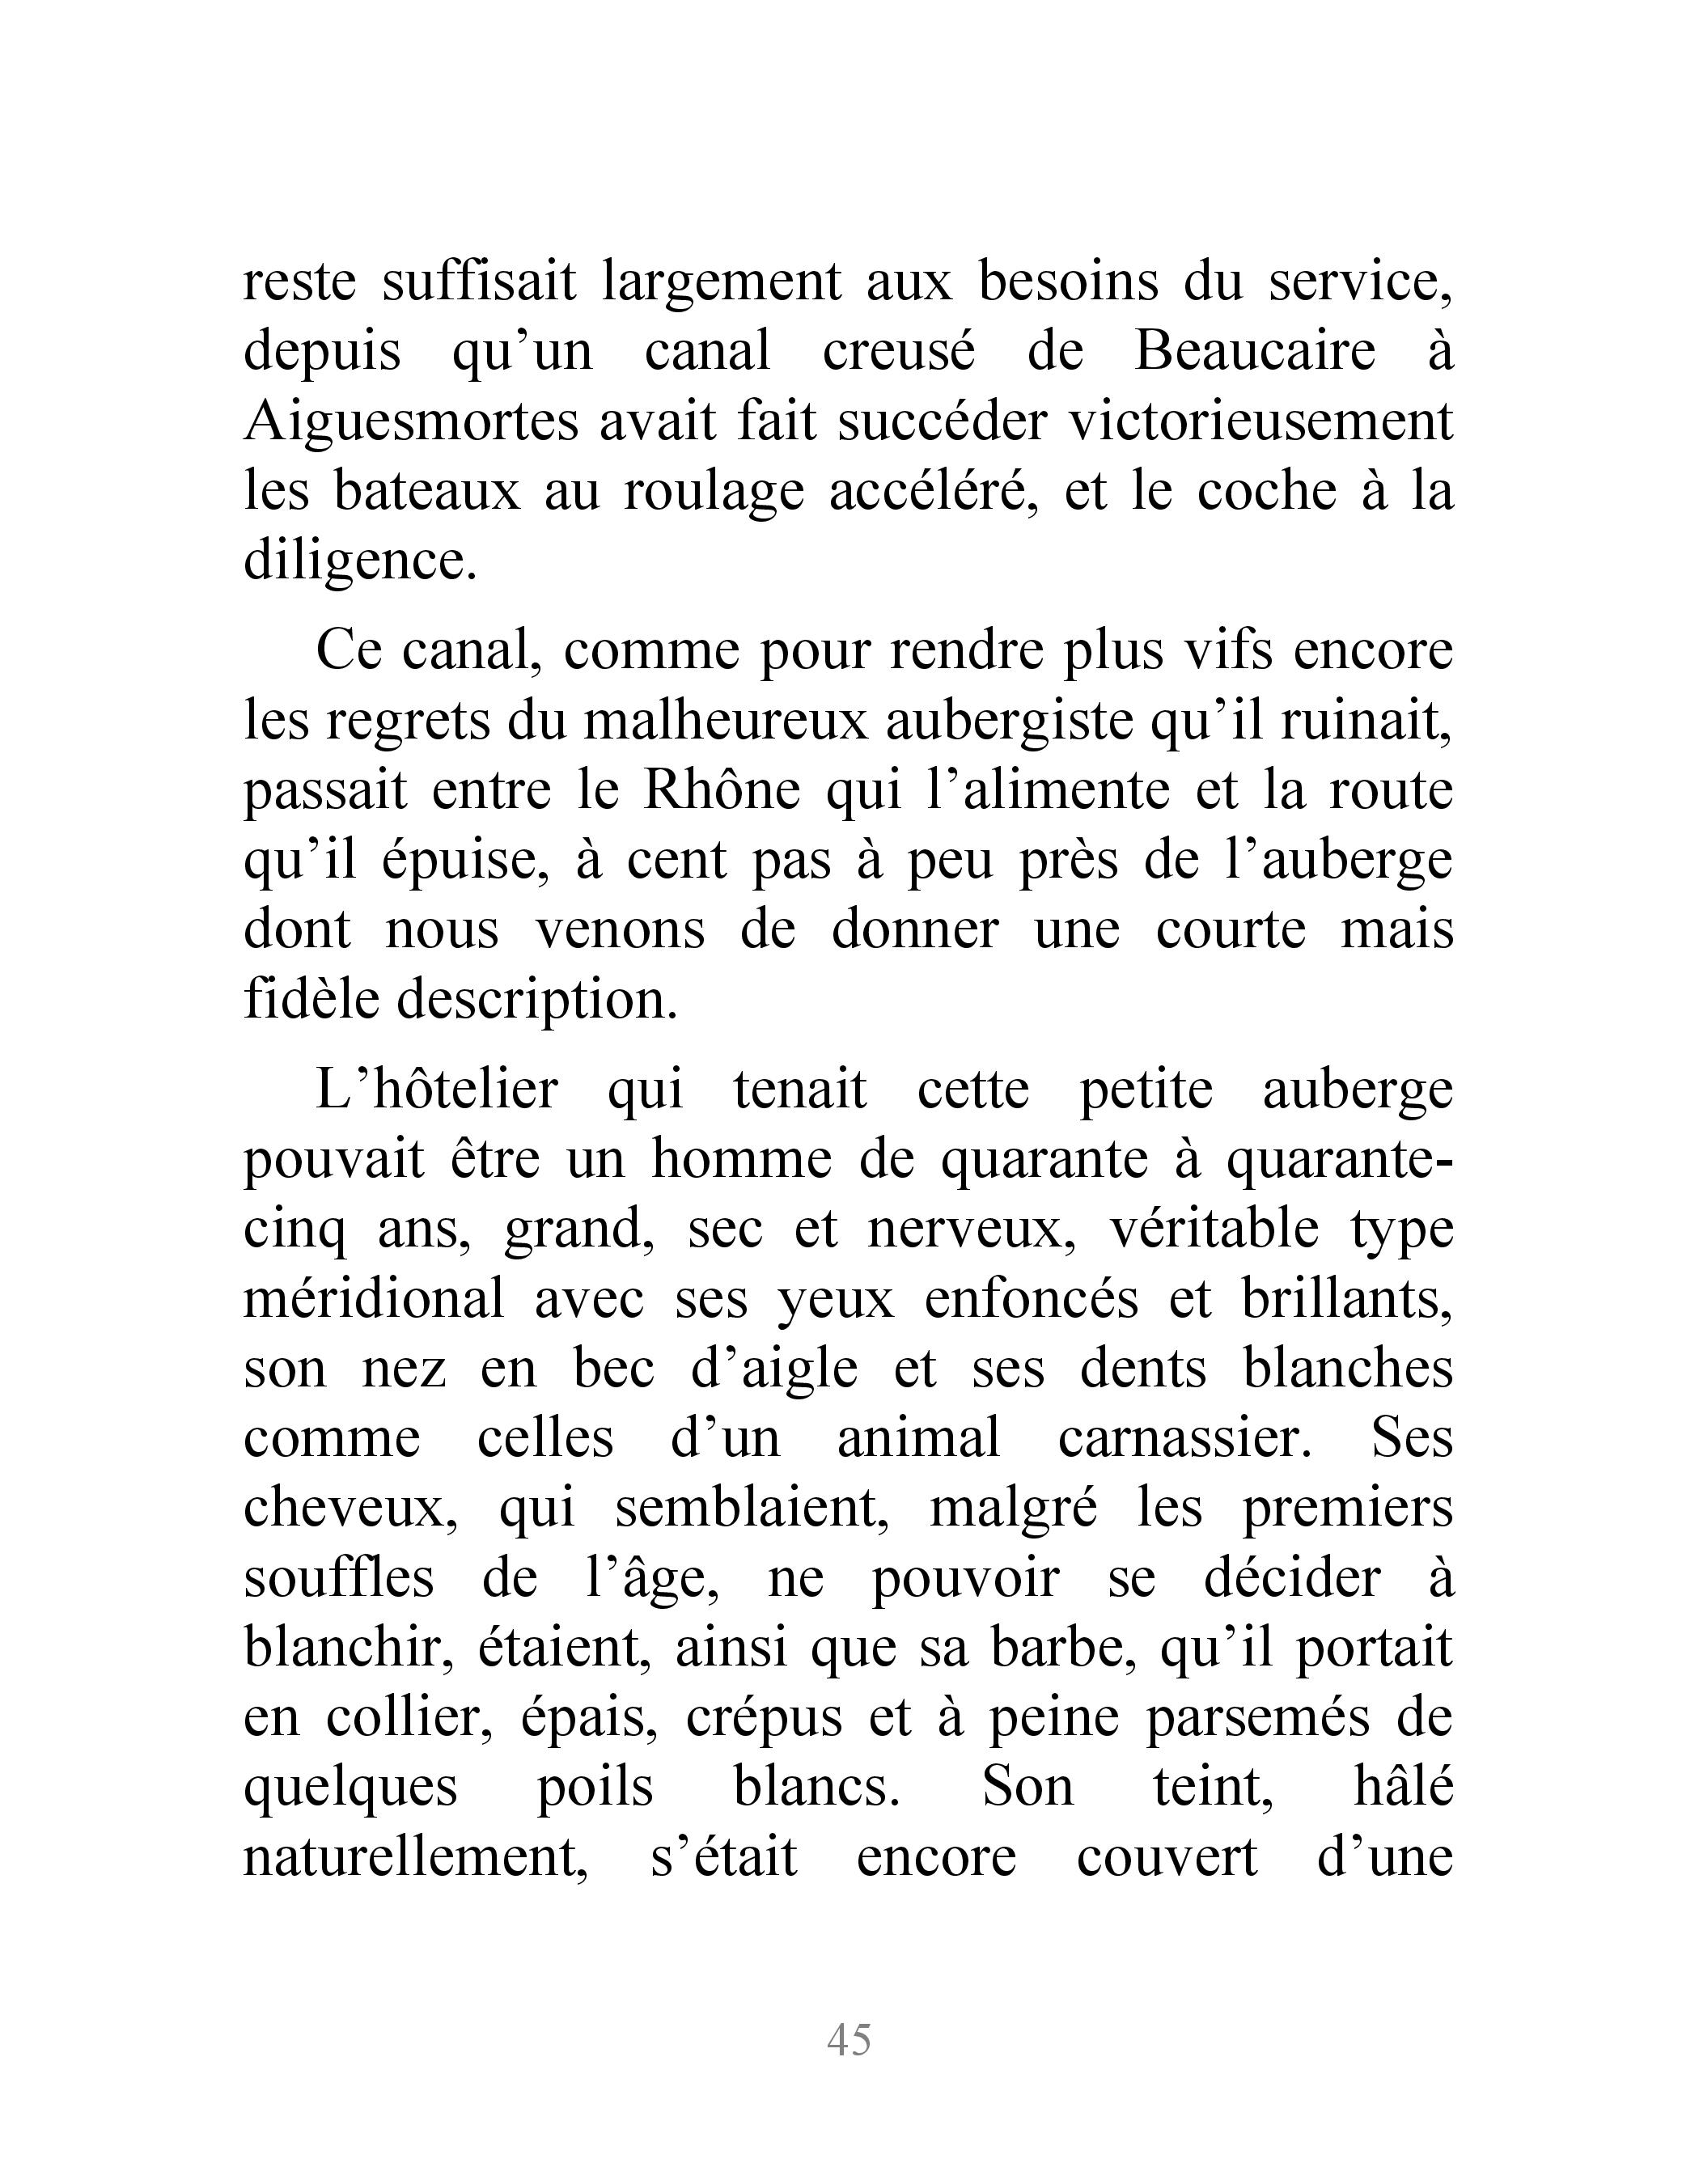 reste suffisait largement aux besoins du service,
depuis qu’un canal creusé de Beaucaire à
Aiguesmortes avait fait succéder victorieusement
les bateaux au roulage accéléré, et le coche à la
diligence.
Ce canal, comme pour rendre plus vifs encore
les regrets du malheureux aubergiste qu’il ruinait,
passait entre le Rhône qui l’alimente et la route
qu’il épuise, à cent pas à peu près de l’auberge
dont nous venons de donner une courte mais
fidèle description.
L’hôtelier qui tenait cette petite auberge
pouvait être un homme de quarante à quarante-
cinq ans, grand, sec et nerveux, véritable type
méridional avec ses yeux enfoncés et brillants,
son nez en bec d’aigle et ses dents blanches
comme celles d’un animal carnassier. Ses
cheveux, qui semblaient, malgré les premiers
souffles de l’âge, ne pouvoir se décider à
blanchir, étaient, ainsi que sa barbe, qu’il portait
en collier, épais, crépus et à peine parsemés de
quelques poils blancs. Son teint, hâlé
naturellement, s’était encore couvert d’une
45